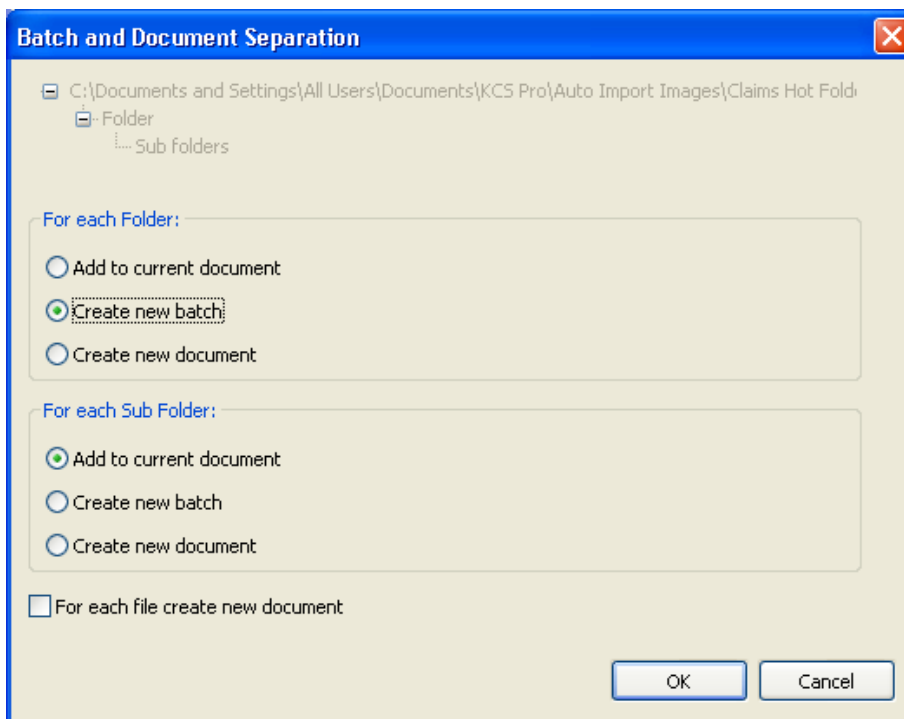 Batch and Document Separation
C:\Documents and Settings\All Users\Documents\KCS Pro\Auto Import Images\Claims Hot Fold
Folder
Sub folders
For each Folder:
Add to current document
Create new batch
Create new document
For each Sub Folder:
Add to current document
Create new batch
Create new document
For each file create new document
OK Cancel